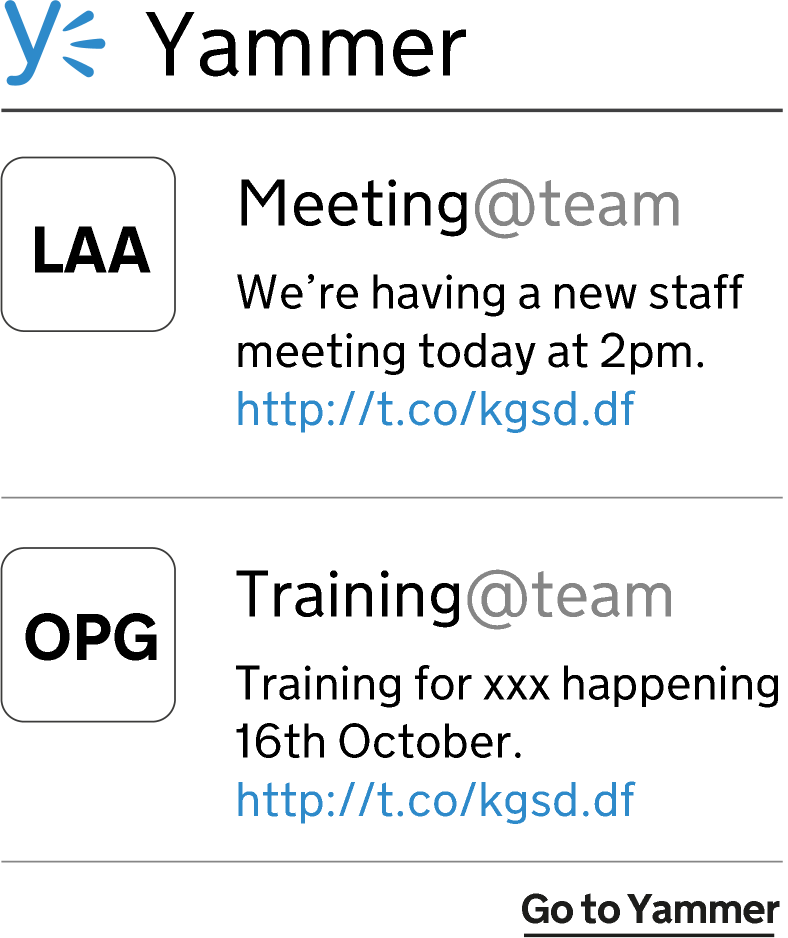 Yammer
LAA
Meeting@team
We’re having a new staff
meeting today at 2pm.
http://t.co/kgsd.df
OPG
Training@team
Training for xxx happening
16th October.
http://t.co/kgsd.df
Go to Yammer